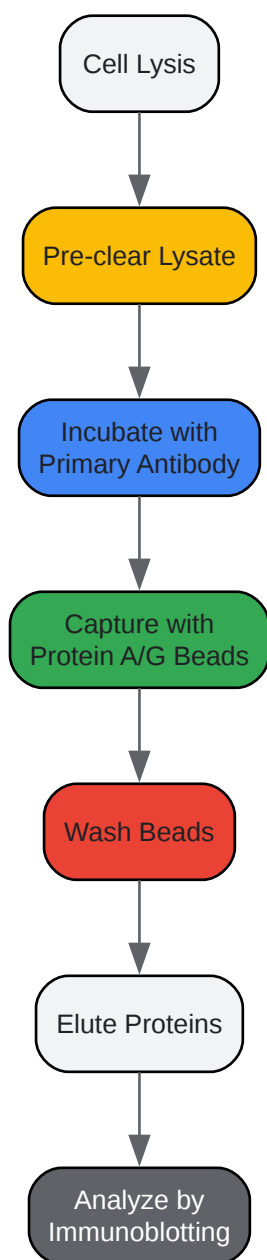 Cell Lysis
Pre-clear Lysate
Incubate with
Primary Antibody
Capture with
Protein A/G Beads
Wash Beads
Elute Proteins
Analyze by
Immunoblotting